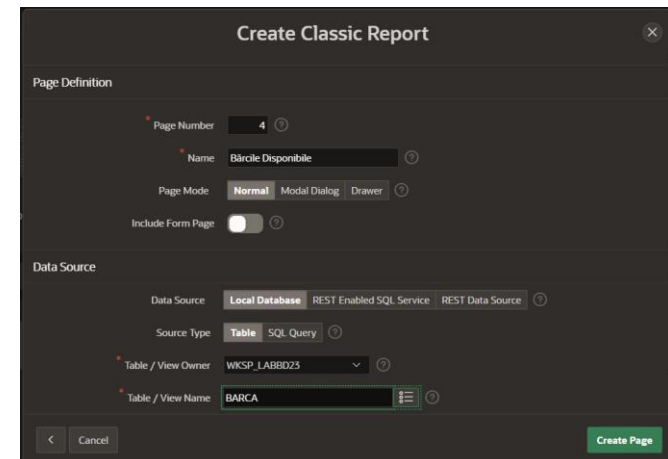 Create Classic Report
Page Definition
* Page Number 4
* Name Bărcile Disponibile
Page Mode Normal Modal Dialog Drawer
Include Form Page
Data Source
Data Source Local Database REST Enabled SQL Service REST Data Source
Source Type Table SQL Query
* Table / View Owner WKSP_LABBD23
* Table / View Name BARCA
Cancel Create Page